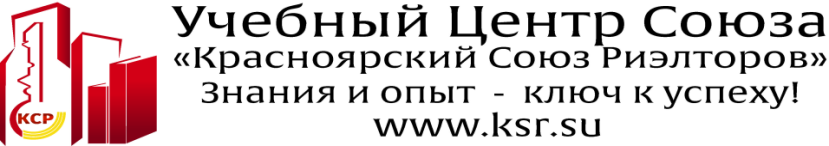 Учебный Центр Союза
«Красноярский Союз Риэлторов»
Знания и опыт - ключ к успеху!
www.ksr.su
КСР